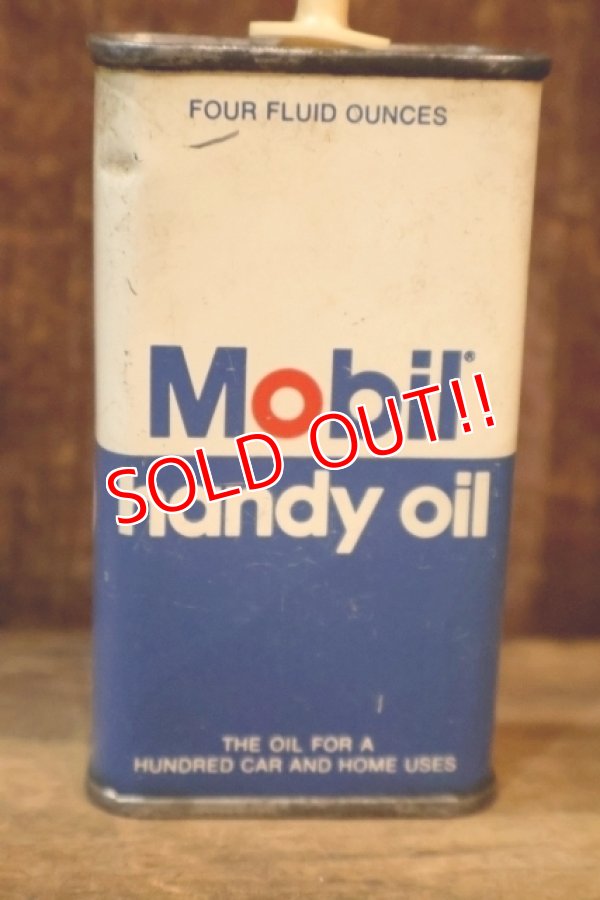 FOUR FLUID OUNCES
Mobil®
SOLD OUT!!
handy oil
THE OIL FOR A
HUNDRED CAR AND HOME USES